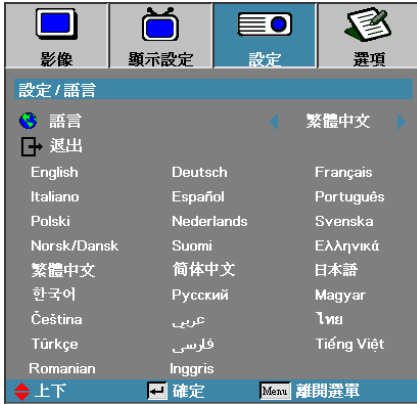 影像 顯示設定 設定 選項
設定 / 語言
語言 繁體中文
退出
English Deutsch Français
Italiano Español Português
Polski Nederlands Svenska
Norsk/Dansk Suomi Ελληνικά
繁體中文 简体中文 日本語
한국어 Русский Magyar
Čeština عربي ไทย
Türkçe فارسی Tiếng Việt
Romanian Inggris
上下 確定 Menu 離開選單